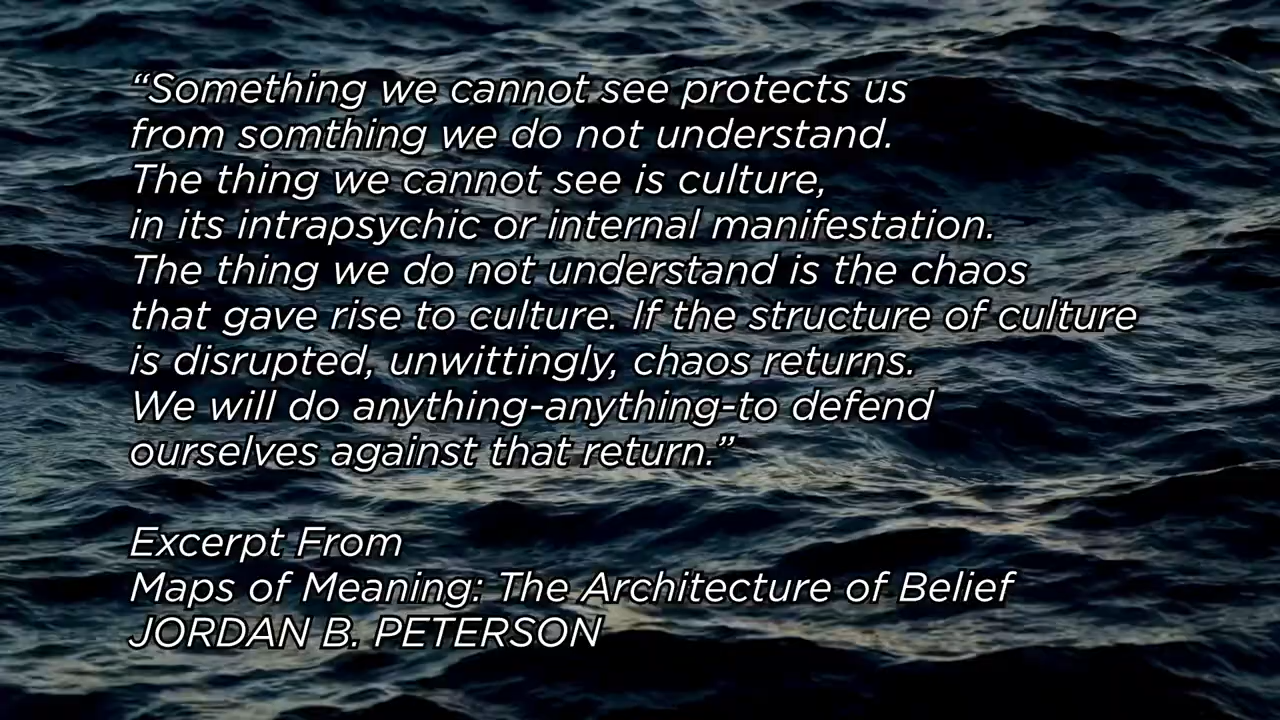 “Something we cannot see protects us
from somthing we do not understand.
The thing we cannot see is culture,
in its intrapsychic or internal manifestation.
The thing we do not understand is the chaos
that gave rise to culture. If the structure of culture
is disrupted, unwittingly, chaos returns.
We will do anything-anything-to defend
ourselves against that return.”
Excerpt From
Maps of Meaning: The Architecture of Belief
JORDAN B. PETERSON